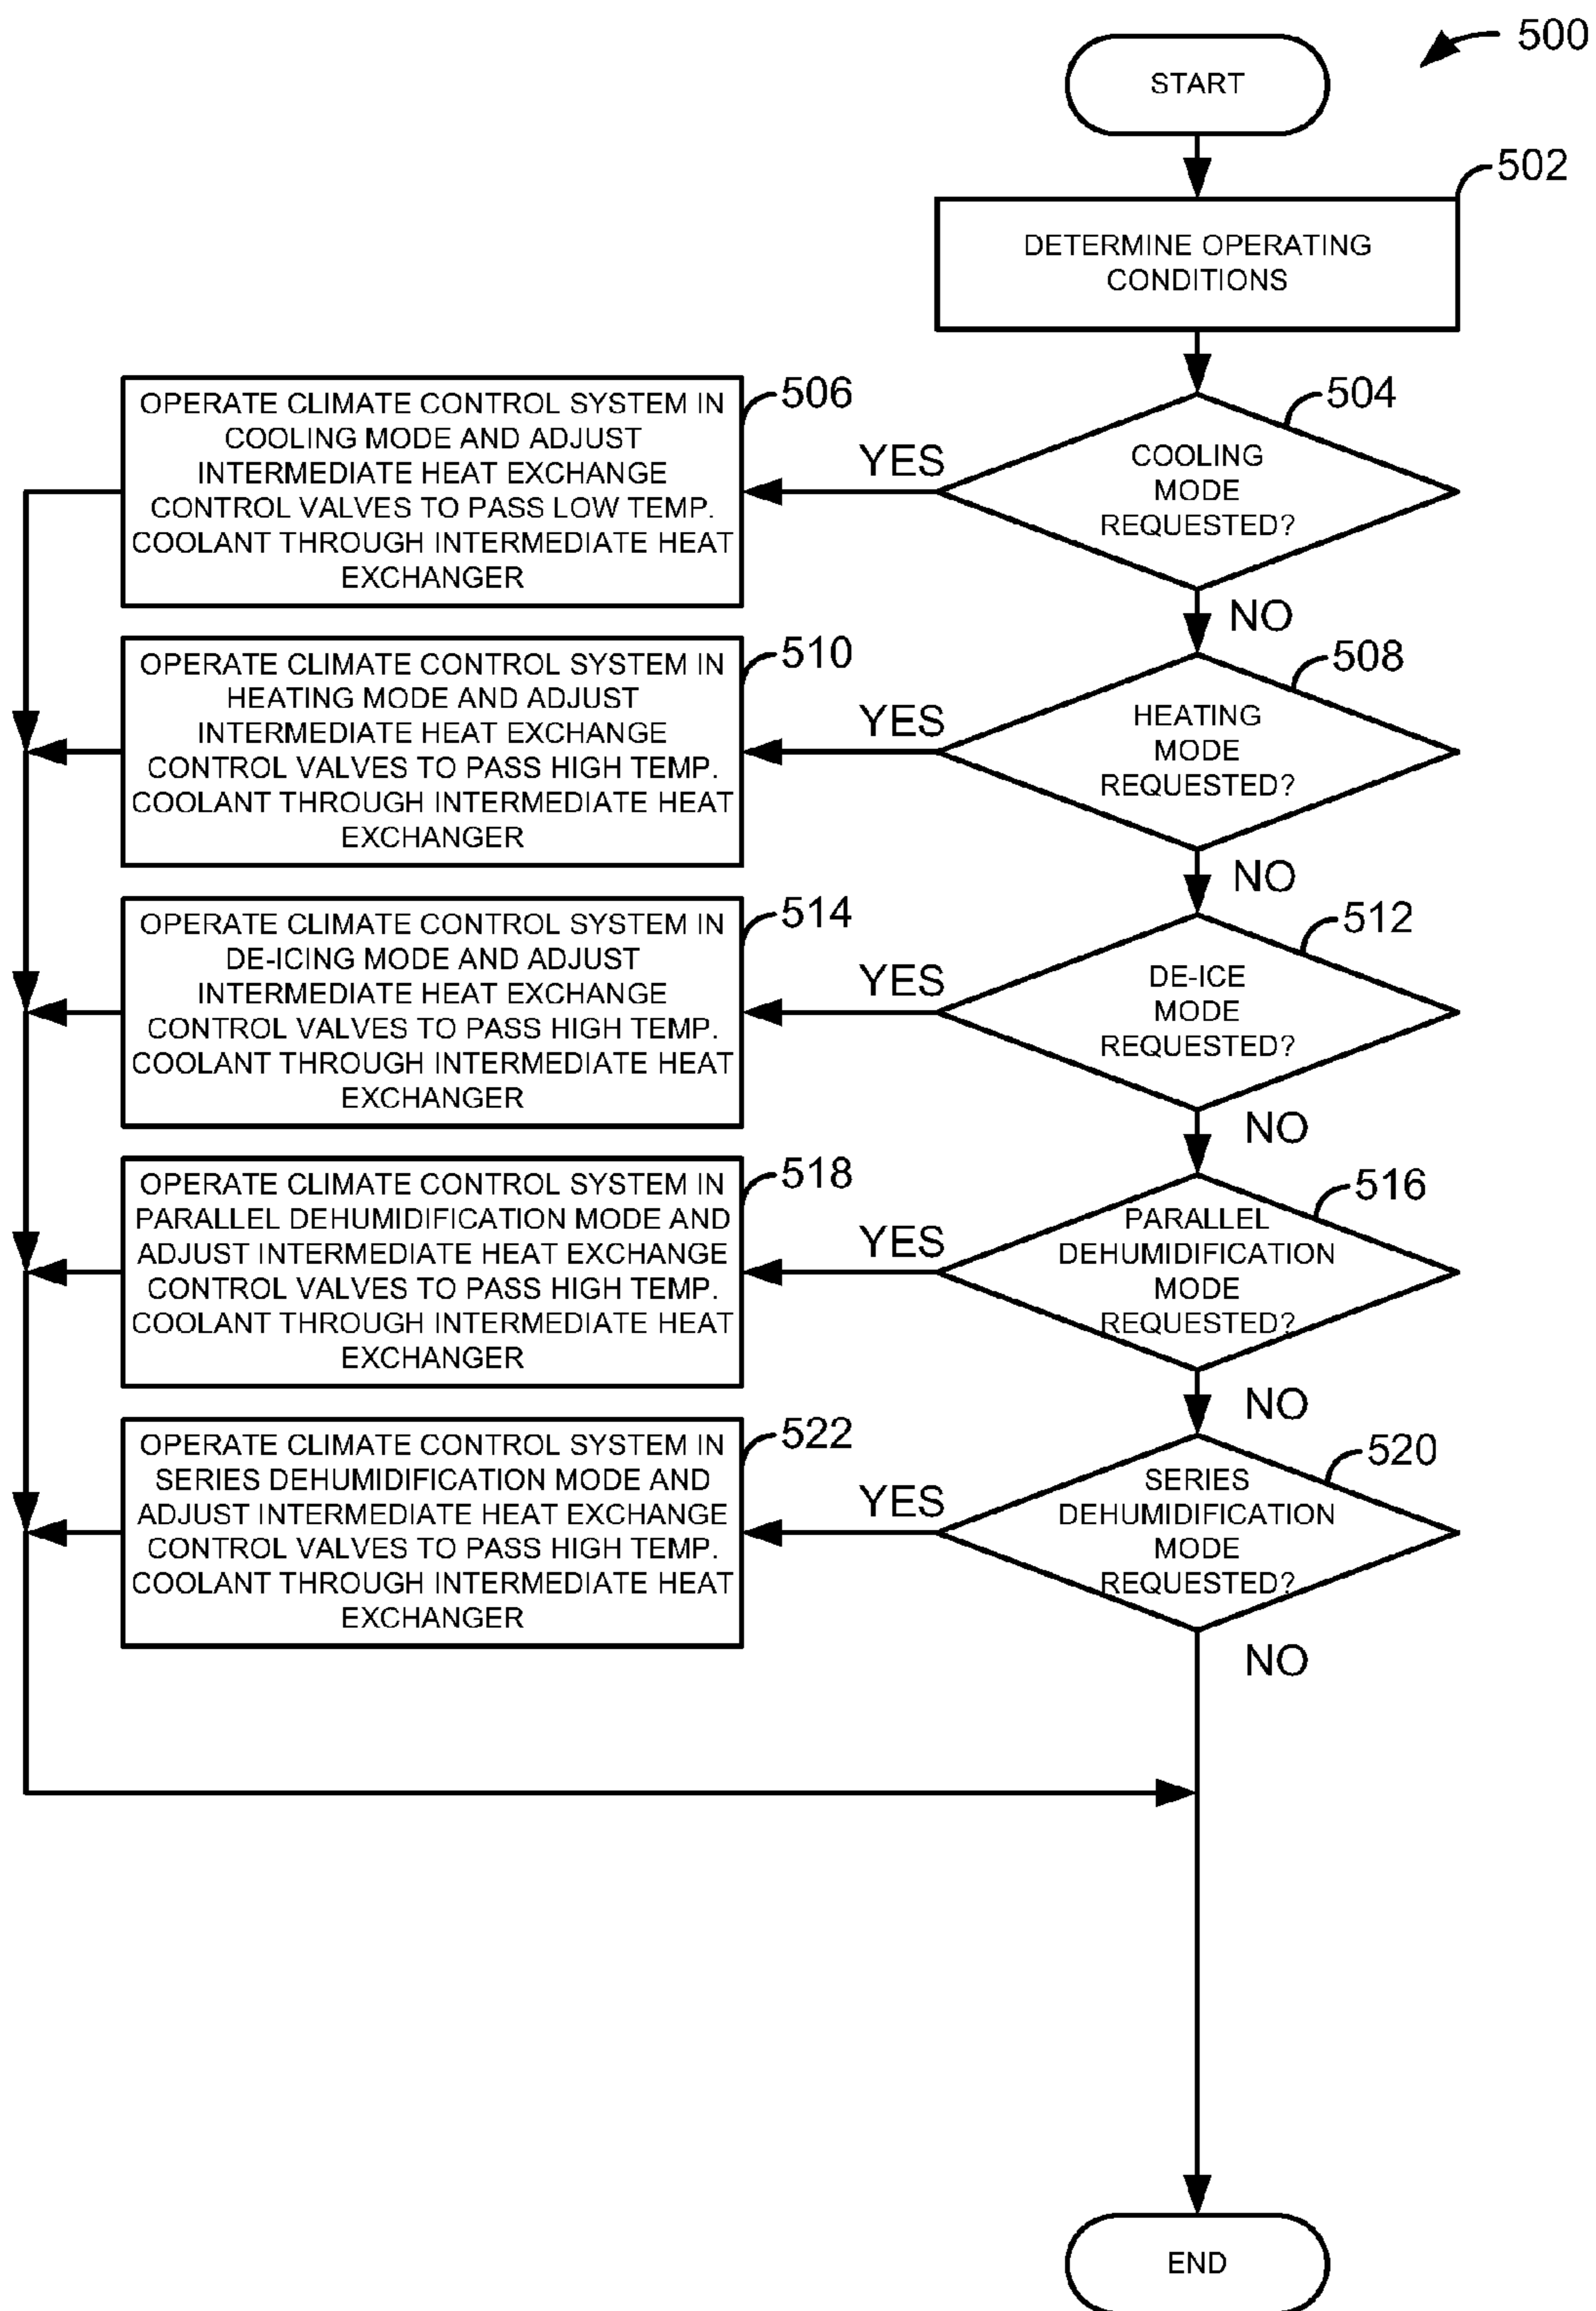 500
START
502
DETERMINE OPERATING
CONDITIONS
504
COOLING
MODE
REQUESTED?
YES
NO
506
OPERATE CLIMATE CONTROL SYSTEM IN
COOLING MODE AND ADJUST
INTERMEDIATE HEAT EXCHANGE
CONTROL VALVES TO PASS LOW TEMP.
COOLANT THROUGH INTERMEDIATE HEAT
EXCHANGER
508
HEATING
MODE
REQUESTED?
YES
NO
510
OPERATE CLIMATE CONTROL SYSTEM IN
HEATING MODE AND ADJUST
INTERMEDIATE HEAT EXCHANGE
CONTROL VALVES TO PASS HIGH TEMP.
COOLANT THROUGH INTERMEDIATE HEAT
EXCHANGER
512
DE-ICE
MODE
REQUESTED?
YES
NO
514
OPERATE CLIMATE CONTROL SYSTEM IN
DE-ICING MODE AND ADJUST
INTERMEDIATE HEAT EXCHANGE
CONTROL VALVES TO PASS HIGH TEMP.
COOLANT THROUGH INTERMEDIATE HEAT
EXCHANGER
516
PARALLEL
DEHUMIDIFICATION
MODE
REQUESTED?
YES
NO
518
OPERATE CLIMATE CONTROL SYSTEM IN
PARALLEL DEHUMIDIFICATION MODE AND
ADJUST INTERMEDIATE HEAT EXCHANGE
CONTROL VALVES TO PASS HIGH TEMP.
COOLANT THROUGH INTERMEDIATE HEAT
EXCHANGER
520
SERIES
DEHUMIDIFICATION
MODE
REQUESTED?
YES
NO
522
OPERATE CLIMATE CONTROL SYSTEM IN
SERIES DEHUMIDIFICATION MODE AND
ADJUST INTERMEDIATE HEAT EXCHANGE
CONTROL VALVES TO PASS HIGH TEMP.
COOLANT THROUGH INTERMEDIATE HEAT
EXCHANGER
END